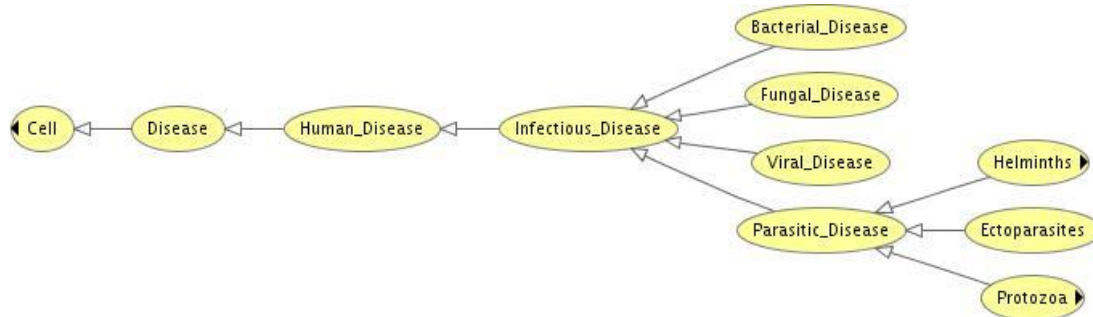 Bacterial_Disease
Fungal_Disease
Cell
Disease
Human_Disease
Infectious_Disease
Viral_Disease
Helminths
Parasitic_Disease
Ectoparasites
Protozoa